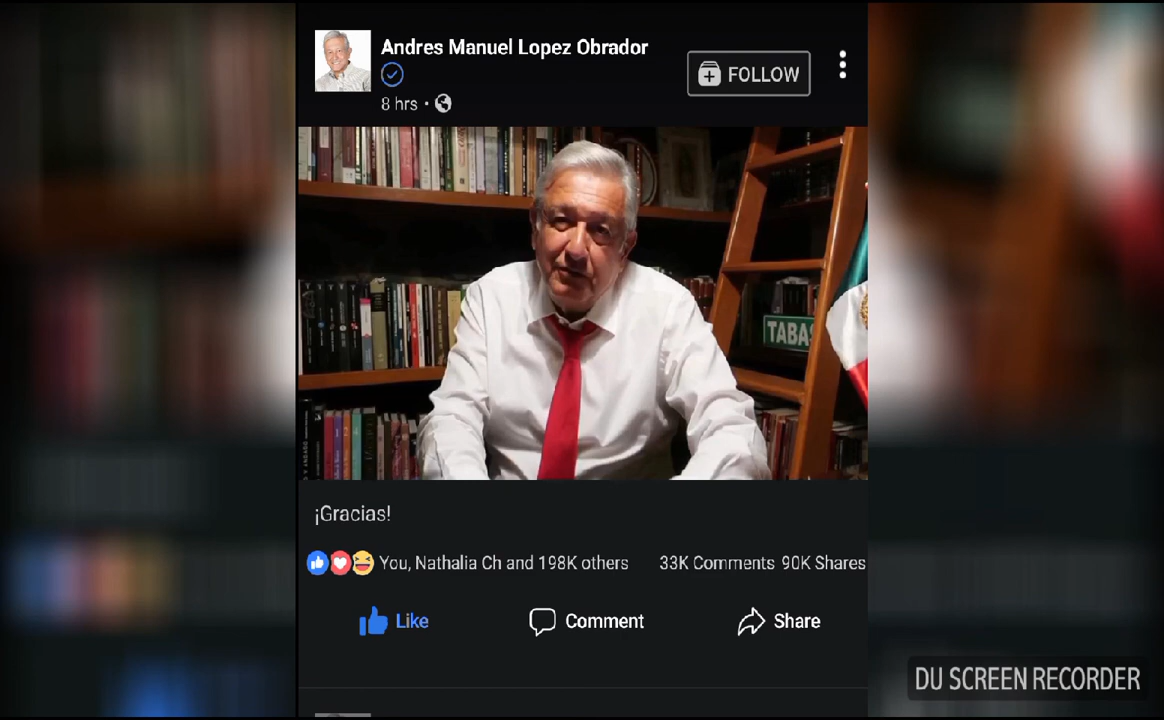 Andres Manuel Lopez Obrador
FOLLOW
8 hrs
TABAS
¡Gracias!
You, Nathalia Ch and 198K others
33K Comments 90K Shares
Like
Comment
Share
DU SCREEN RECORDER